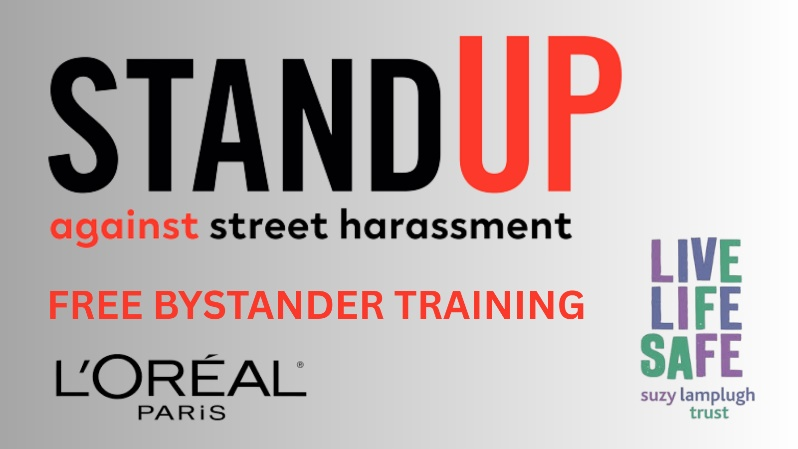 STANDUP
against street harassment
FREE BYSTANDER TRAINING
L'ORÉAL®
PARiS
LIVE
LIFE
SAFE
suzy lamplugh
trust